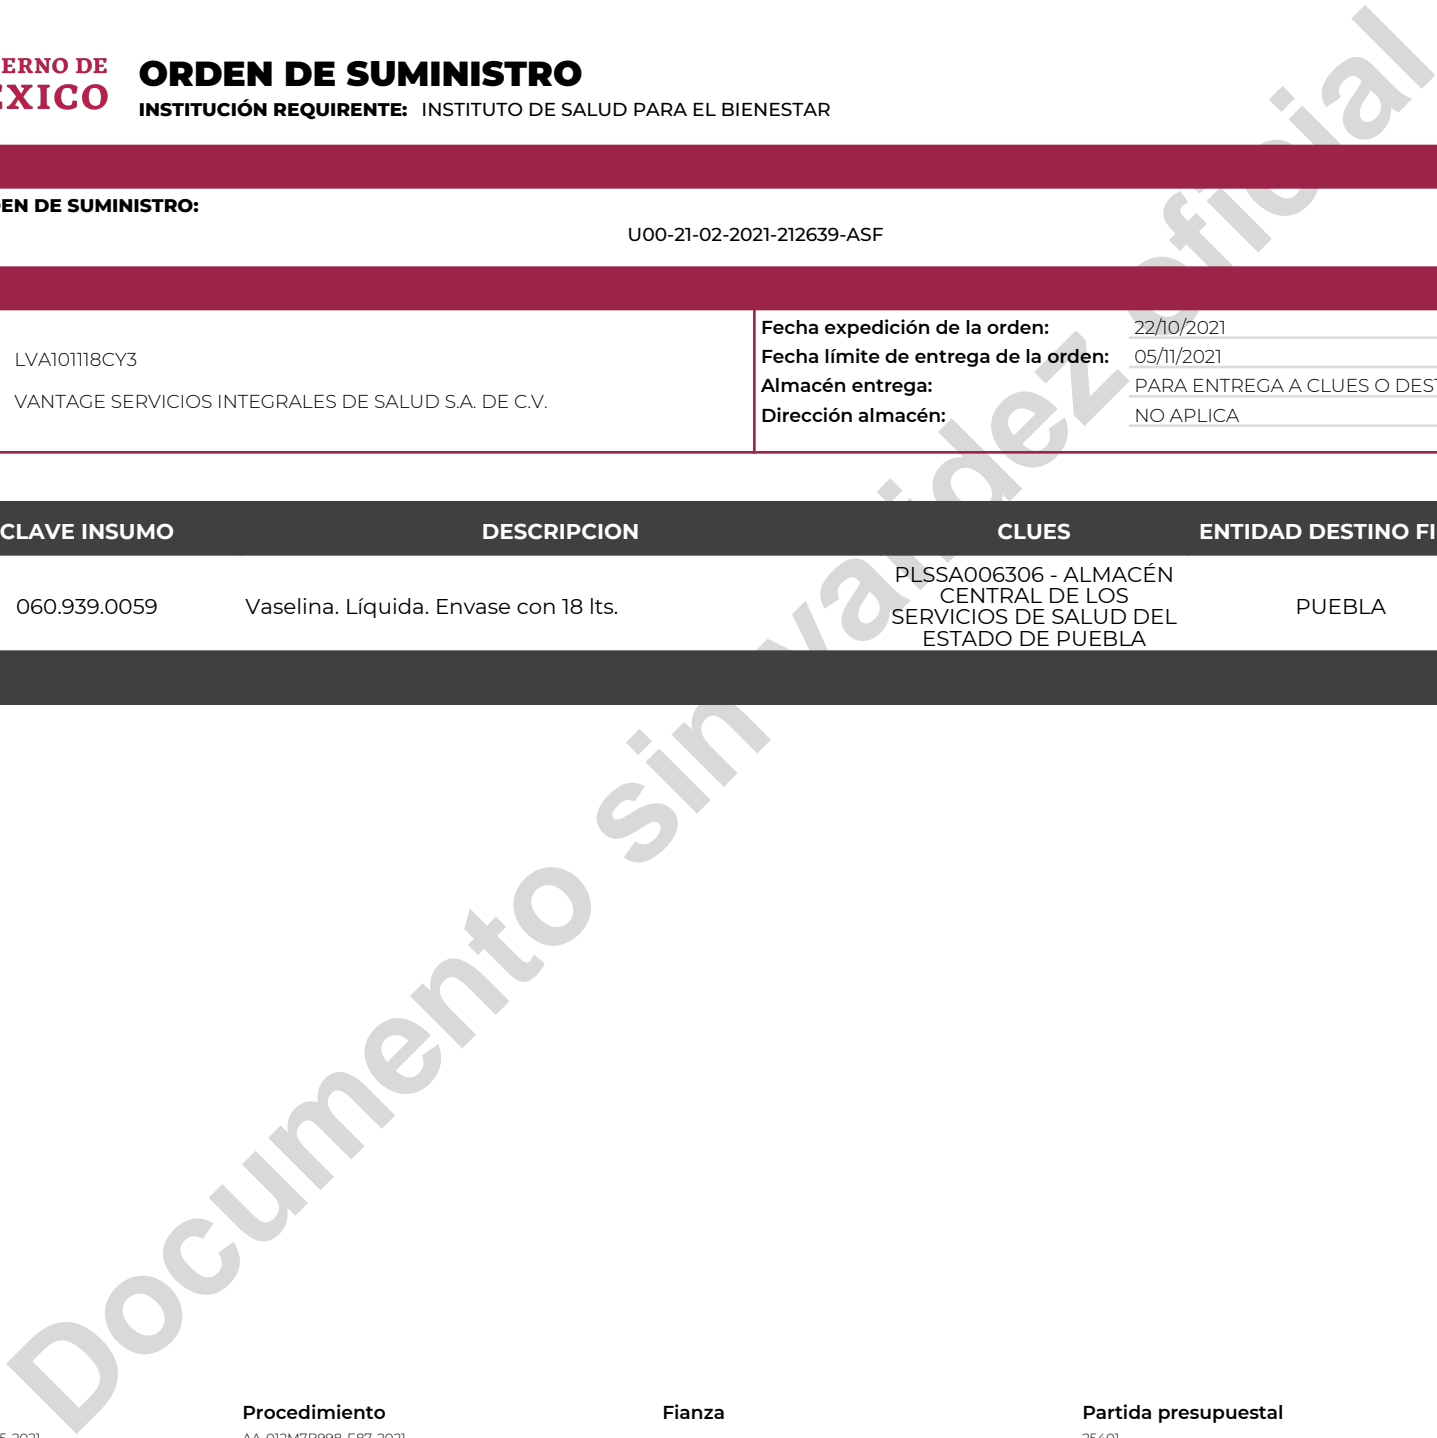 ERNO DE
EXICO
ORDEN DE SUMINISTRO
INSTITUCIÓN REQUIRENTE: INSTITUTO DE SALUD PARA EL BIENESTAR
EN DE SUMINISTRO:
U00-21-02-2021-212639-ASF
LVA101118CY3
VANTAGE SERVICIOS INTEGRALES DE SALUD S.A. DE C.V.
Fecha expedición de la orden: 22/10/2021
Fecha límite de entrega de la orden: 05/11/2021
Almacén entrega: PARA ENTREGA A CLUES O DEST
Dirección almacén: NO APLICA
CLAVE INSUMO DESCRIPCION CLUES ENTIDAD DESTINO FI
060.939.0059 Vaselina. Líquida. Envase con 18 lts. PLSSA006306 - ALMACÉN
CENTRAL DE LOS
SERVICIOS DE SALUD DEL
ESTADO DE PUEBLA
PUEBLA
Documento sin validez oficial
Procedimiento Fianza Partida presupuestal